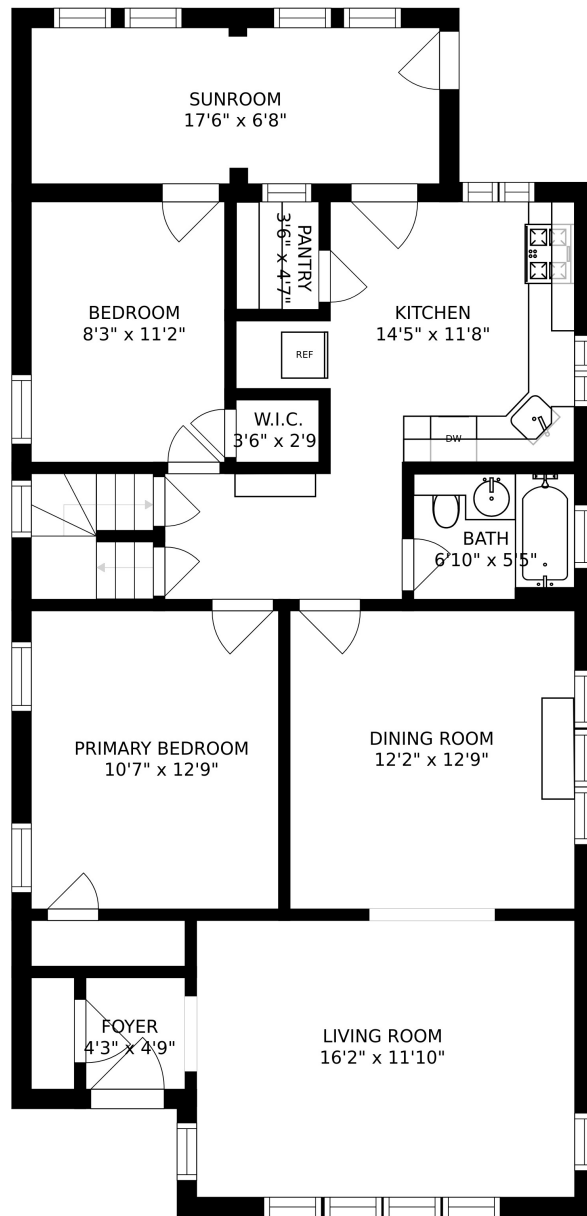 SUNROOM
17'6" x 6'8"
PANTRY
3'6" x 4'7"
BEDROOM
8'3" x 11'2"
KITCHEN
14'5" x 11'8"
REF
W.I.C.
3'6" x 2'9
DW
BATH
6'10" x 5'5"
PRIMARY BEDROOM
10'7" x 12'9"
DINING ROOM
12'2" x 12'9"
FOYER
4'3" x 4'9"
LIVING ROOM
16'2" x 11'10"